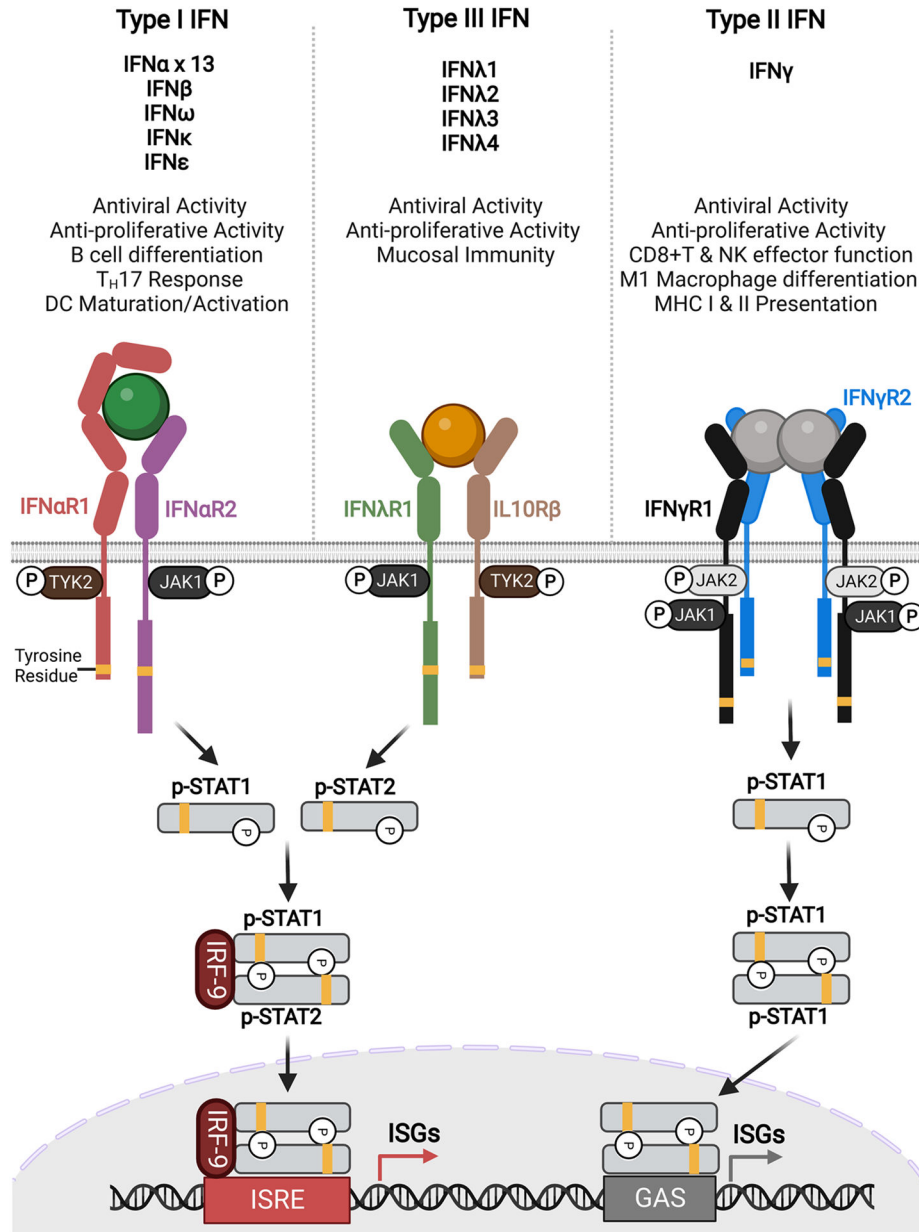 Type I IFN
IFNα x 13
IFNβ
IFNω
IFNκ
IFNε
Antiviral Activity
Anti-proliferative Activity
B cell differentiation
TH17 Response
DC Maturation/Activation
Type III IFN
IFNλ1
IFNλ2
IFNλ3
IFNλ4
Antiviral Activity
Anti-proliferative Activity
Mucosal Immunity
Type II IFN
IFNγ
Antiviral Activity
Anti-proliferative Activity
CD8+T & NK effector function
M1 Macrophage differentiation
MHC I & II Presentation
IFNαR1
IFNαR2
P TYK2
JAK1 P
Tyrosine
Residue
IFNλR1
IL10Rβ
P JAK1
TYK2 P
IFNγR2
IFNγR1
P JAK2
JAK2 P
P JAK1
JAK1 P
p-STAT1
P
p-STAT2
P
p-STAT1
P
p-STAT1
IRF-9
P
P
p-STAT2
p-STAT1
P
P
p-STAT1
IRF-9
P
P
ISGs
ISRE
P
P
ISGs
GAS